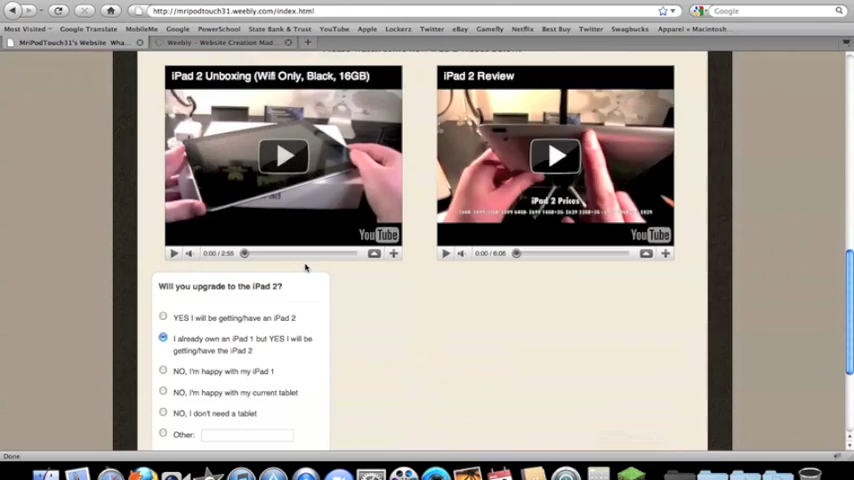 http://mripodtouch31.weebly.com/index.html
Google
Most Visited
Google Translate
MobileMe
PowerSchool
State Bank & Trust
YouTube
Apple
Lockerz
Twitter
eBay
Gamefly
Netflix
Best Buy
Twitter
Swagbucks
Apparel » Macintosh...
MrIPodTouch31's Website Wha...
Weebly - Website Creation Mad...
iPad 2 Unboxing (Wifi Only, Black, 16GB)
iPad 2 Review
iPad 2 Prices
YouTube
YouTube
0:00 / 2:55
0:00 / 6:06
Will you upgrade to the iPad 2?
YES I will be getting/have an iPad 2
I already own an iPad 1 but YES I will be
getting/have the iPad 2
NO, I'm happy with my iPad 1
NO, I'm happy with my current tablet
NO, I don't need a tablet
Other:
Done